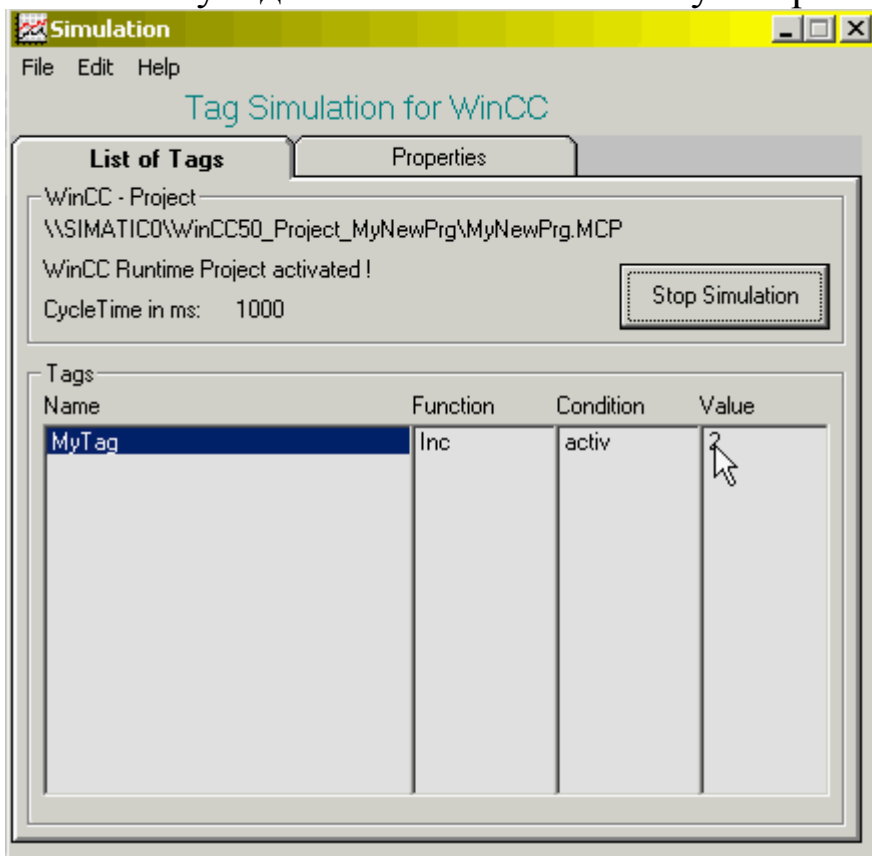 Simulation
File Edit Help
Tag Simulation for WinCC
List of Tags Properties
WinCC - Project
\\SIMATIC0\WinCC50_Project_MyNewPrg\MyNewPrg.MCP
WinCC Runtime Project activated !
CycleTime in ms: 1000
Stop Simulation
Tags
Name Function Condition Value
MyTag Inc activ 2